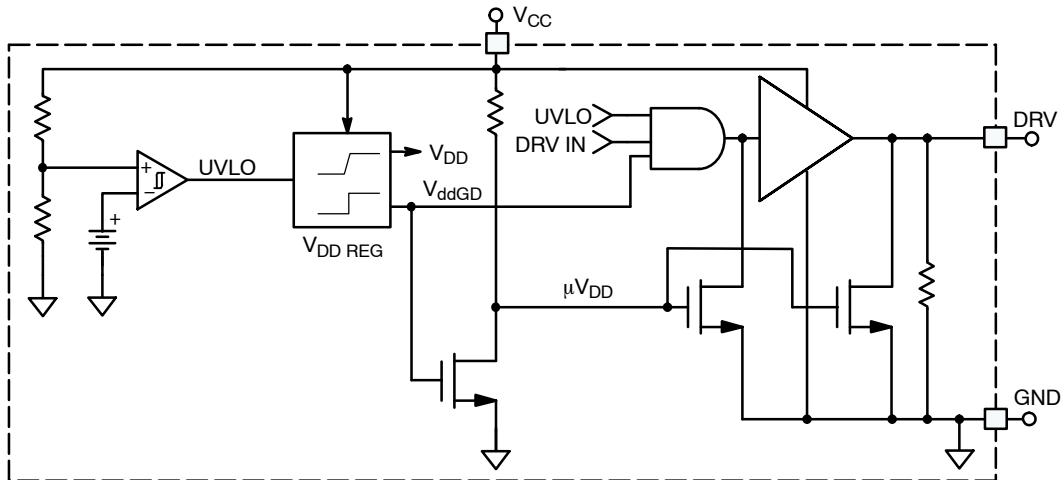 VCC
UVLO
DRV IN
DRV
+
−
UVLO
VDD
VddGD
+
VDD REG
μVDD
GND